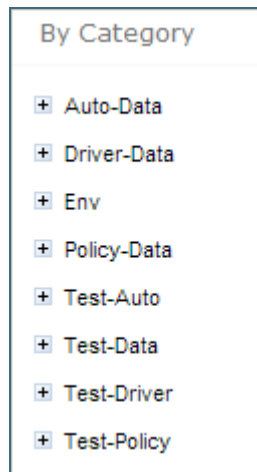 By Category
Auto-Data
Driver-Data
Env
Policy-Data
Test-Auto
Test-Data
Test-Driver
Test-Policy